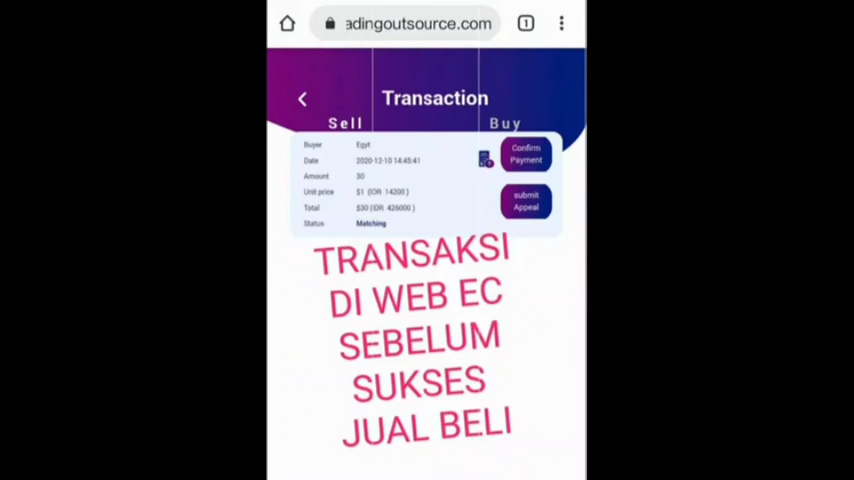 adingoutsource.com 1
Transaction
Sell Buy
Buyer Egyt
Date 2020-12-10 14:45:41
Amount 30
Unit price $1 (IDR 14200 )
Total $30 (IDR 426000 )
Status Matching
Confirm
Payment
submit
Appeal
TRANSAKSI
DI WEB EC
SEBELUM
SUKSES
JUAL BELI